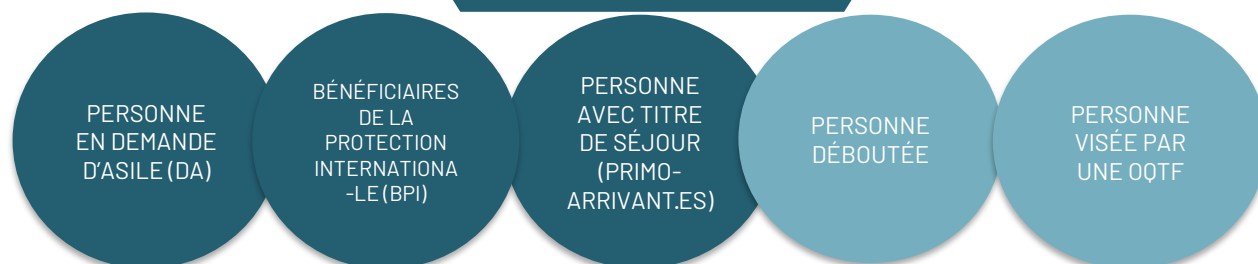 PERSONNE
EN DEMANDE
D'ASILE (DA)
BÉNÉFICIAIRES
DE LA
PROTECTION
INTERNATIONA
-LE (BPI)
PERSONNE
AVEC TITRE
DE SÉJOUR
(PRIMO-
ARRIVANT.ES)
PERSONNE
DÉBOUTÉE
PERSONNE
VISÉE PAR
UNE OQTF